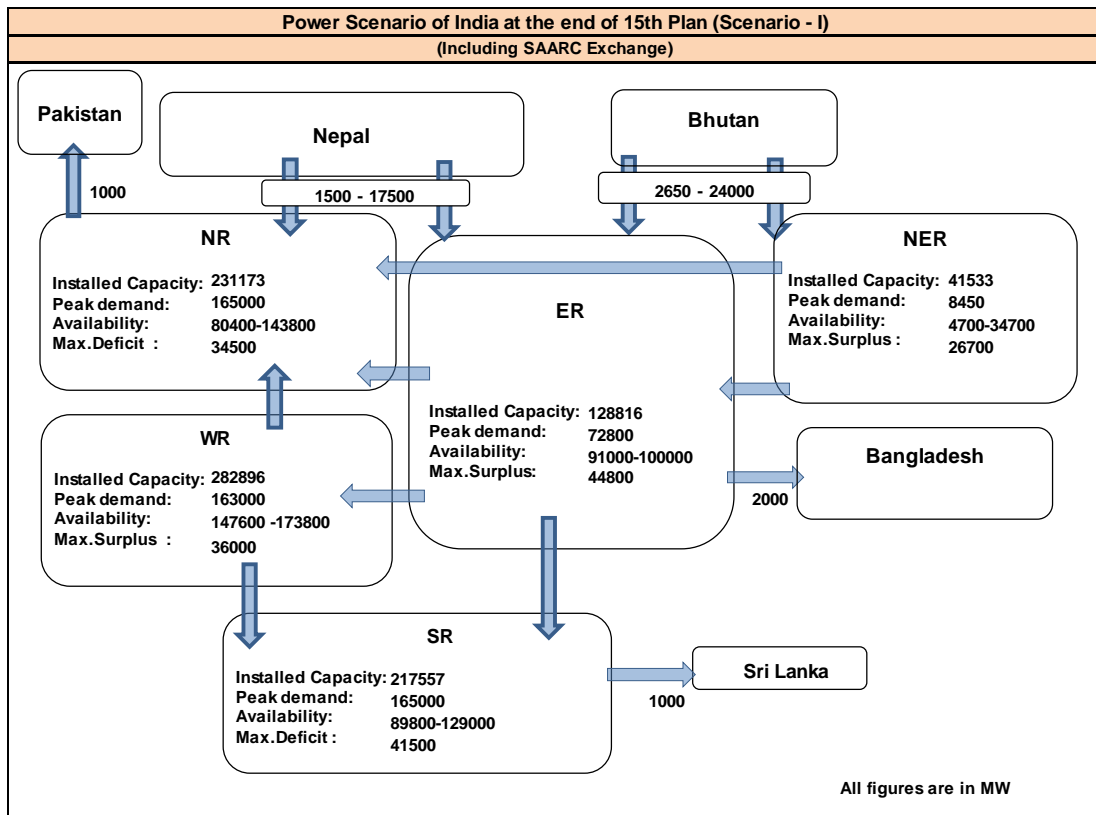 Power Scenario of India at the end of 15th Plan (Scenario - I)
(Including SAARC Exchange)
Pakistan
Nepal
Bhutan
1000
1500 - 17500
2650 - 24000
NR
Installed Capacity: 231173
Peak demand: 165000
Availability: 80400-143800
Max.Deficit : 34500
ER
Installed Capacity: 128816
Peak demand: 72800
Availability: 91000-100000
Max.Surplus: 44800
NER
Installed Capacity: 41533
Peak demand: 8450
Availability: 4700-34700
Max.Surplus : 26700
WR
Installed Capacity: 282896
Peak demand: 163000
Availability: 147600 -173800
Max.Surplus : 36000
Bangladesh
2000
SR
Installed Capacity: 217557
Peak demand: 165000
Availability: 89800-129000
Max.Deficit : 41500
Sri Lanka
1000
All figures are in MW